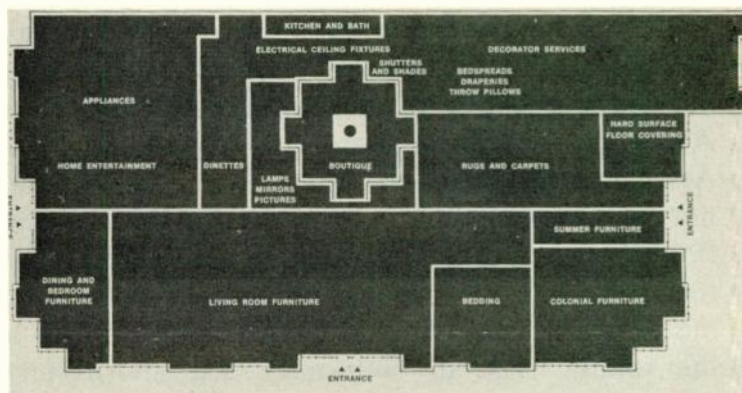 KITCHEN AND BATH
ELECTRICAL CEILING FIXTURES
DECORATOR SERVICES
SHUTTERS
AND SHADES
BEDSPREADS
DRAPERIES
THROW PILLOWS
APPLIANCES
HARD SURFACE
FLOOR COVERING
HOME ENTERTAINMENT
DINETTES
BOUTIQUE
RUGS AND CARPETS
LAMPS
MIRRORS
PICTURES
ENTRANCE
ENTRANCE
SUMMER FURNITURE
DINING AND
BEDROOM
FURNITURE
LIVING ROOM FURNITURE
BEDDING
COLONIAL FURNITURE
ENTRANCE